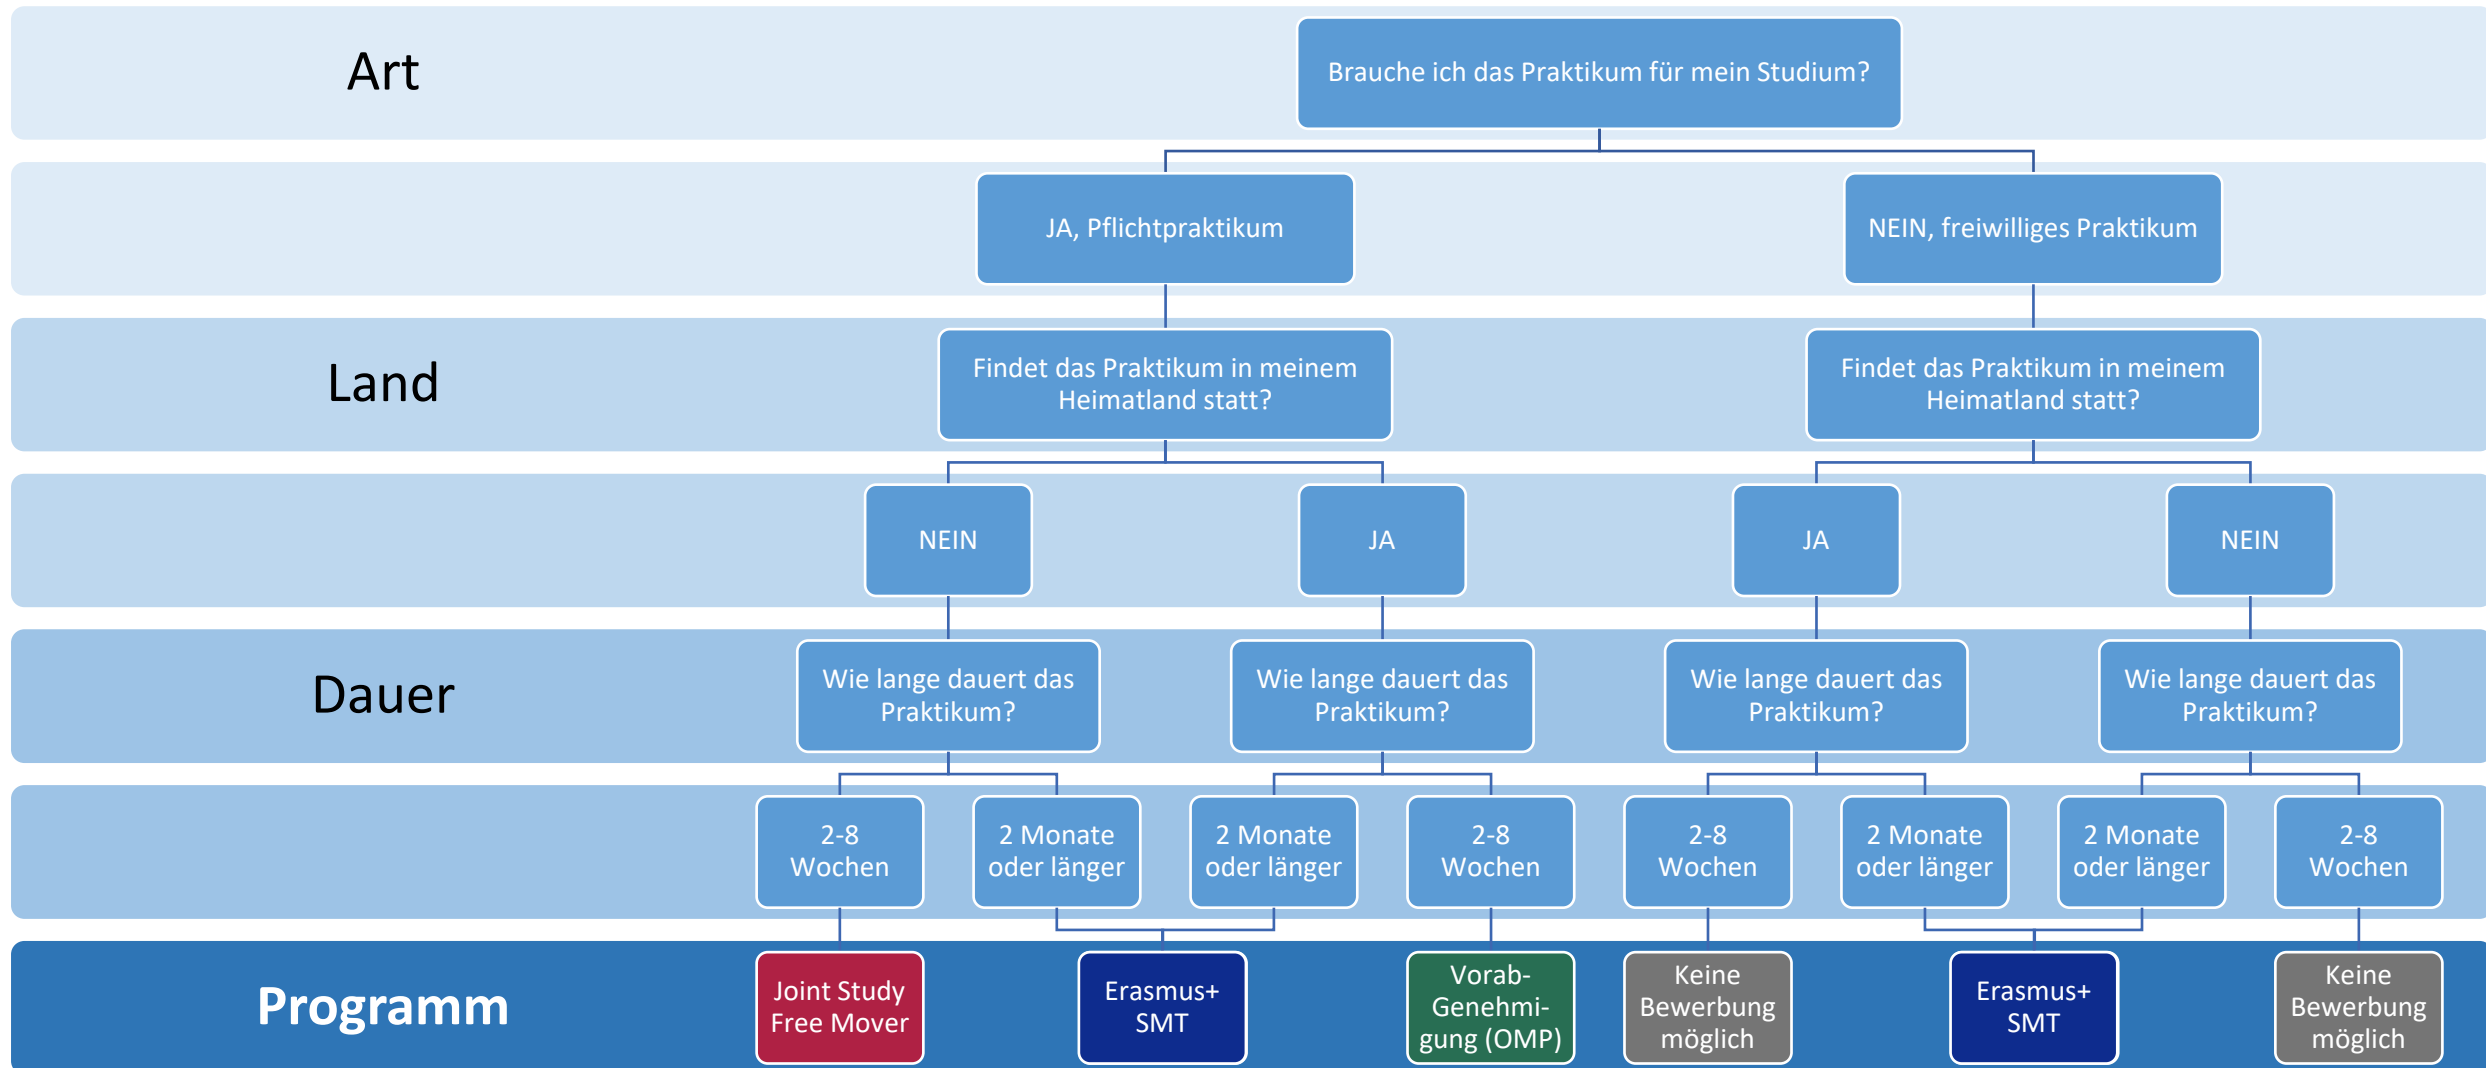 Art
Brauche ich das Praktikum für mein Studium?
JA, Pflichtpraktikum
NEIN, freiwilliges Praktikum
Land
Findet das Praktikum in meinem
Heimatland statt?
Findet das Praktikum in meinem
Heimatland statt?
NEIN
JA
JA
NEIN
Dauer
Wie lange dauert das
Praktikum?
Wie lange dauert das
Praktikum?
Wie lange dauert das
Praktikum?
Wie lange dauert das
Praktikum?
2-8
Wochen
2 Monate
oder länger
2 Monate
oder länger
2-8
Wochen
2-8
Wochen
2 Monate
oder länger
2 Monate
oder länger
2-8
Wochen
Programm
Joint Study
Free Mover
Erasmus+
SMT
Vorab-
Genehmi-
gung (OMP)
Keine
Bewerbung
möglich
Erasmus+
SMT
Keine
Bewerbung
möglich